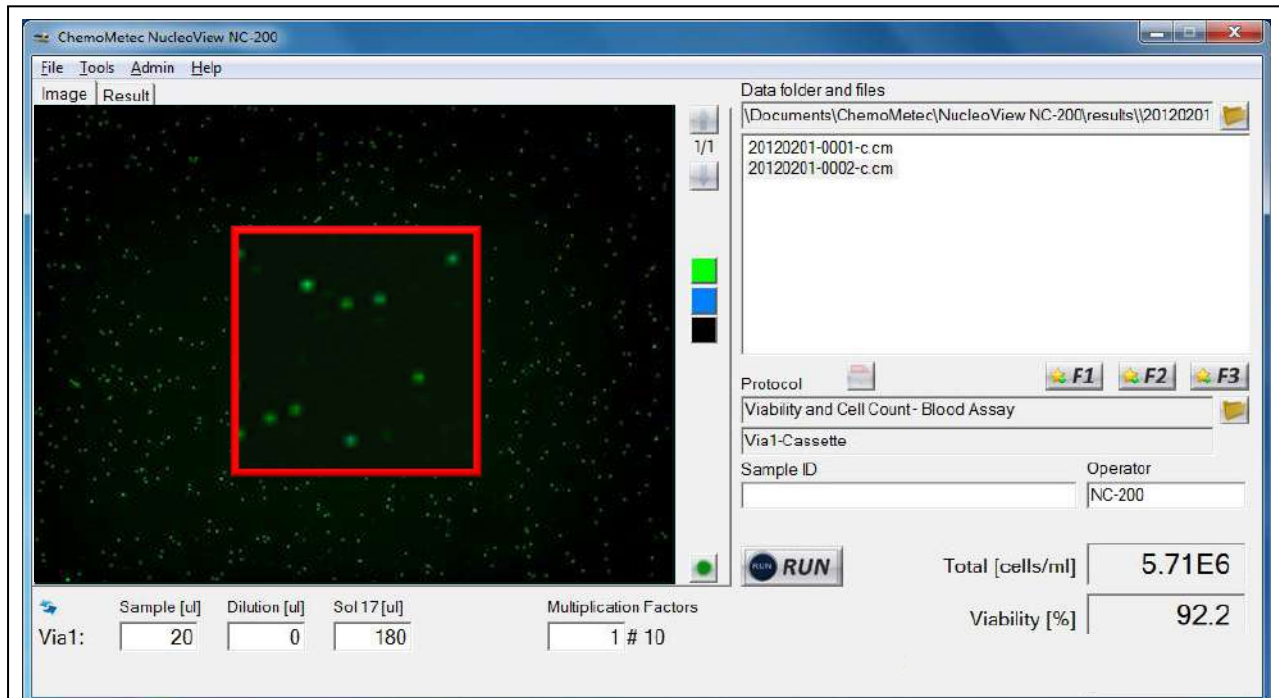 ChemoMetec NucleoView NC-200
File Tools Admin Help
Image Result
1/1
Data folder and files
\Documents\ChemoMetec\NucleoView NC-200\results\\20120201
20120201-0001-c.cm
20120201-0002-c.cm
F1 F2 F3
Protocol
Viability and Cell Count- Blood Assay
Via1-Cassette
Sample ID Operator
NC-200
RUN RUN
Total [cells/ml] 5.71E6
Viability [%] 92.2
Sample [ul] Dilution [ul] Sol 17 [ul] Multiplication Factors
Via1: 20 0 180 1 # 10